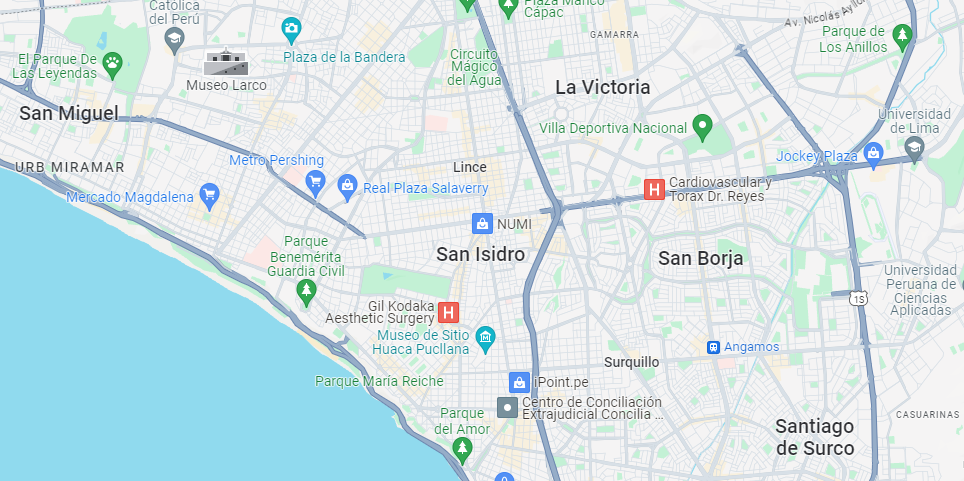 Católica
del Perú
Plaza Manco
Cápac
Av. Nicolás Ayllón
GAMARRA
Parque de
Los Anillos
Plaza de la Bandera
Circuito
Mágico
del Agua
El Parque De
Las Leyendas
Museo Larco
La Victoria
San Miguel
Universidad
de Lima
Villa Deportiva Nacional
Jockey Plaza
URB MIRAMAR
Metro Pershing
Lince
Real Plaza Salaverry
Cardiovascular y
Torax Dr. Reyes
Mercado Magdalena
NUMI
Parque
Benemérita
Guardia Civil
San Isidro
San Borja
Universidad
Peruana de
Ciencias
Aplicadas
1S
Gil Kodaka
Aesthetic Surgery
Museo de Sitio
Huaca Pucllana
Angamos
Surquillo
Parque María Reiche
iPoint.pe
Centro de Conciliación
Extrajudicial Concilia ...
Parque
del Amor
CASUARINAS
Santiago
de Surco